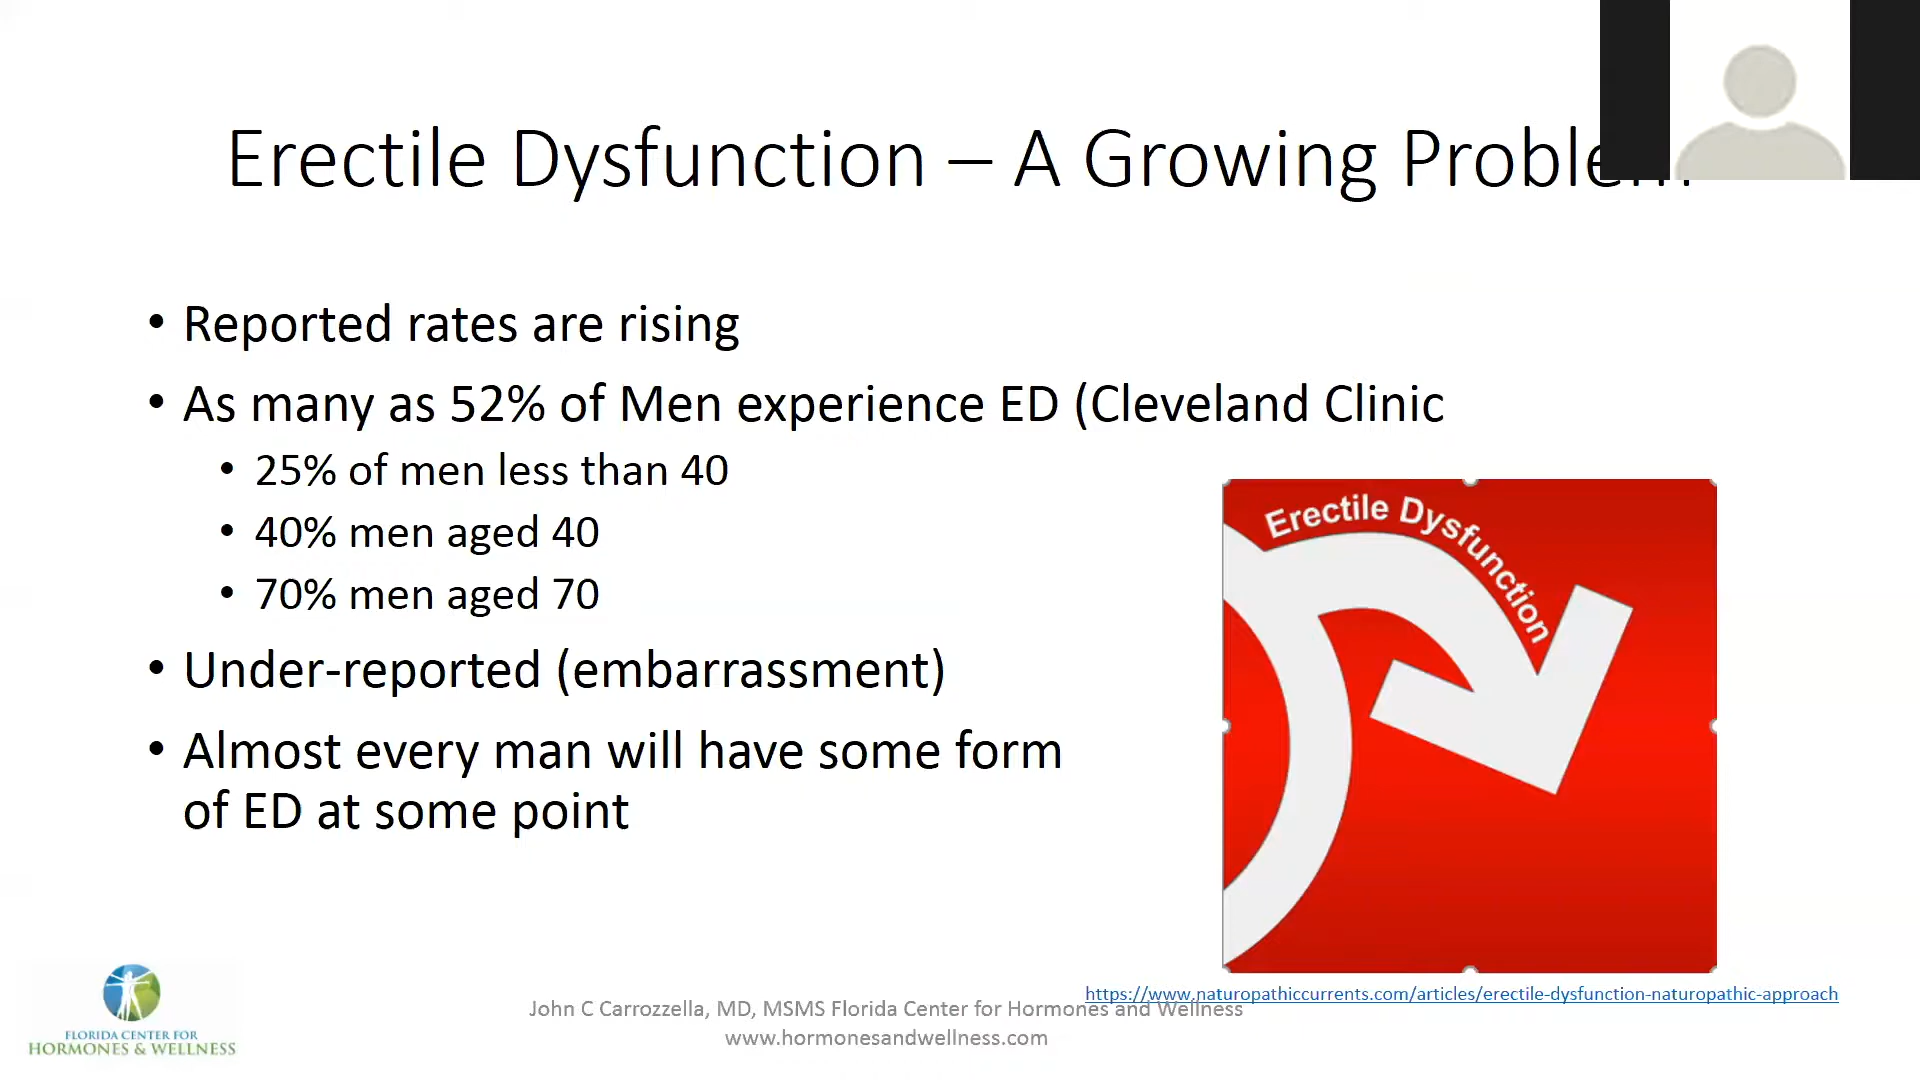 Erectile Dysfunction – A Growing Problem
• Reported rates are rising
• As many as 52% of Men experience ED (Cleveland Clinic
• 25% of men less than 40
• 40% men aged 40
• 70% men aged 70
• Under-reported (embarrassment)
• Almost every man will have some form
of ED at some point
Erectile Dysfunction
https://www.naturopathiccurrents.com/articles/erectile-dysfunction-naturopathic-approach
John C Carrozzella, MD, MSMS Florida Center for Hormones and Wellness
www.hormonesandwellness.com
FLORIDA CENTER FOR
HORMONES & WELLNESS